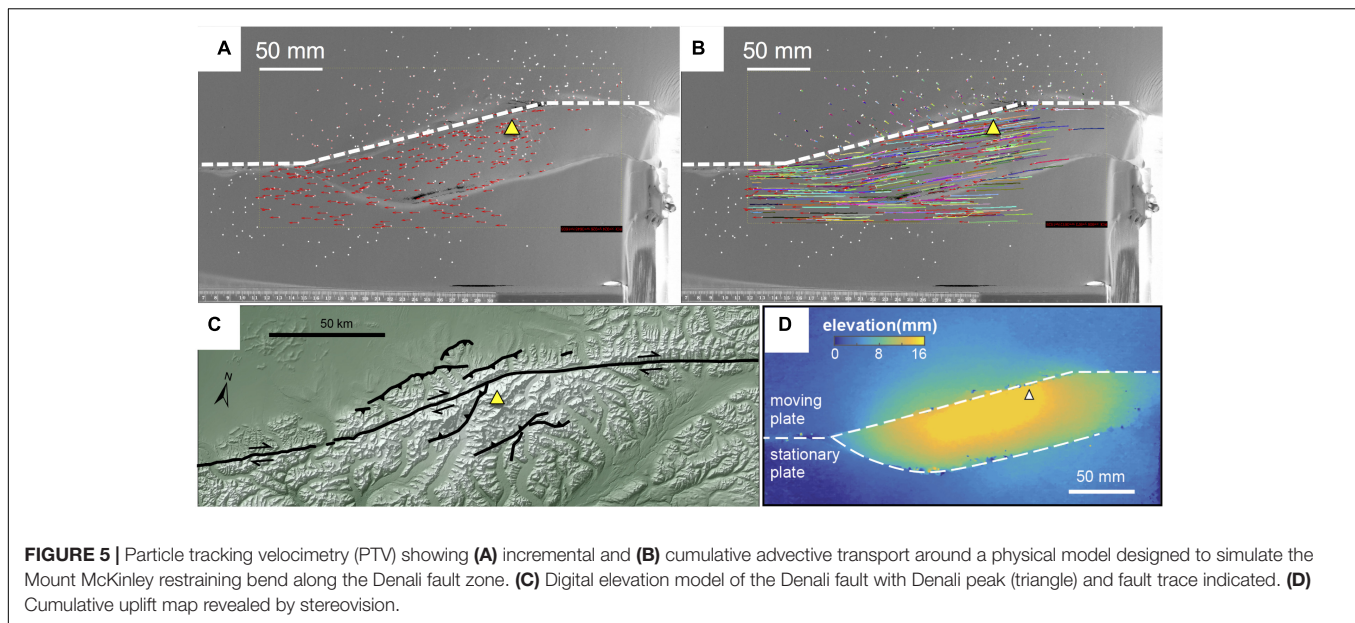 A
50 mm
B
50 mm
C
50 km
N
D
elevation(mm)
0 8 16
moving
plate
stationary
plate
50 mm
FIGURE 5 | Particle tracking velocimetry (PTV) showing (A) incremental and (B) cumulative advective transport around a physical model designed to simulate the
Mount McKinley restraining bend along the Denali fault zone. (C) Digital elevation model of the Denali fault with Denali peak (triangle) and fault trace indicated. (D)
Cumulative uplift map revealed by stereovision.